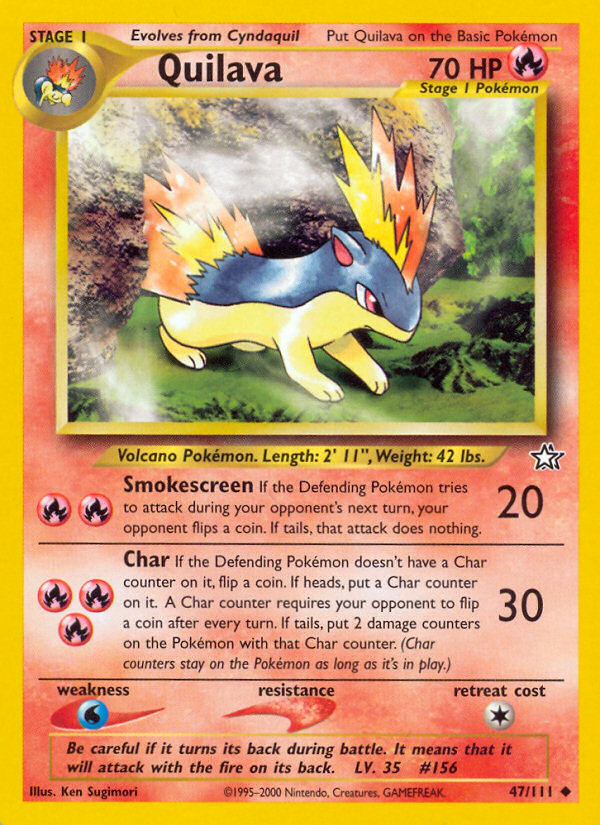 STAGE 1 Evolves from Cyndaquil Put Quilava on the Basic Pokémon
Quilava 70 HP
Stage 1 Pokémon
Volcano Pokémon. Length: 2' 11", Weight: 42 lbs.
Smokescreen If the Defending Pokémon tries
to attack during your opponent's next turn, your
opponent flips a coin. If tails, that attack does nothing.
20
Char If the Defending Pokémon doesn't have a Char
counter on it, flip a coin. If heads, put a Char counter
on it. A Char counter requires your opponent to flip
a coin after every turn. If tails, put 2 damage counters
on the Pokémon with that Char counter. (Char
counters stay on the Pokémon as long as it's in play.)
30
weakness resistance retreat cost
Be careful if it turns its back during battle. It means that it
will attack with the fire on its back. LV. 35 #156
Illus. Ken Sugimori ©1995–2000 Nintendo, Creatures, GAMEFREAK. 47/111